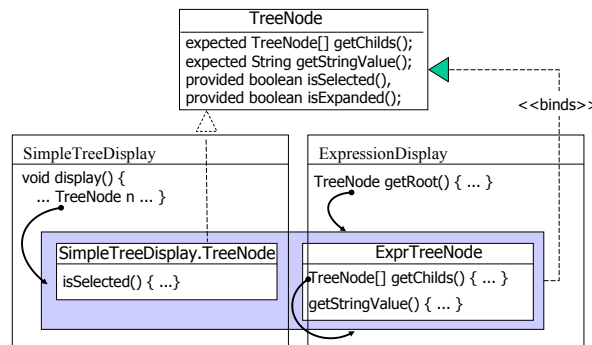 TreeNode
expected TreeNode[] getChilds();
expected String getStringValue();
provided boolean isSelected(),
provided boolean isExpanded();
<<binds>>
SimpleTreeDisplay
void display() {
... TreeNode n ... }
ExpressionDisplay
TreeNode getRoot() { ... }
SimpleTreeDisplay.TreeNode
isSelected() { ...}
ExprTreeNode
TreeNode[] getChilds() { ... }
getStringValue() { ... }